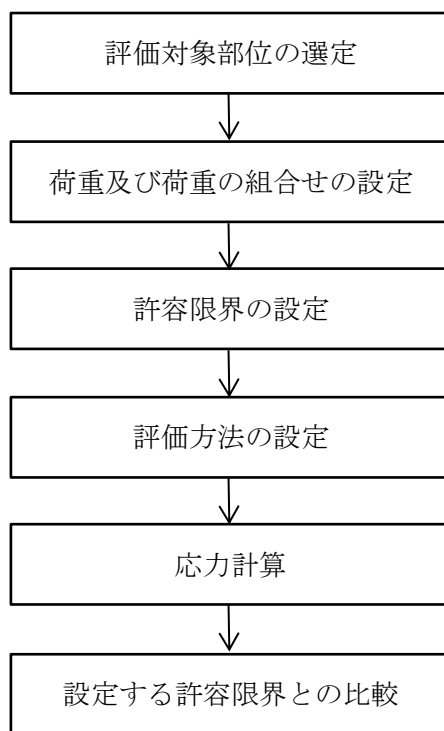 評価対象部位の選定
荷重及び荷重の組合せの設定
許容限界の設定
評価方法の設定
応力計算
設定する許容限界との比較